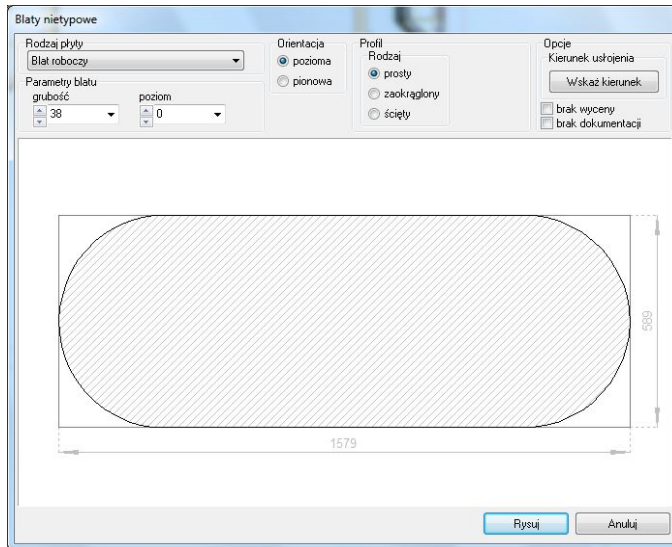 Blaty nietypowe
Rodzaj płyty
Blat roboczy
Parametry blatu
grubość
38
poziom
0
Orientacja
pozioma
pionowa
Profil
Rodzaj
prosty
zaokrąglony
ścięty
Opcje
Kierunek usłojenia
Wskaż kierunek
brak wyceny
brak dokumentacji
589
1579
Rysuj
Anuluj